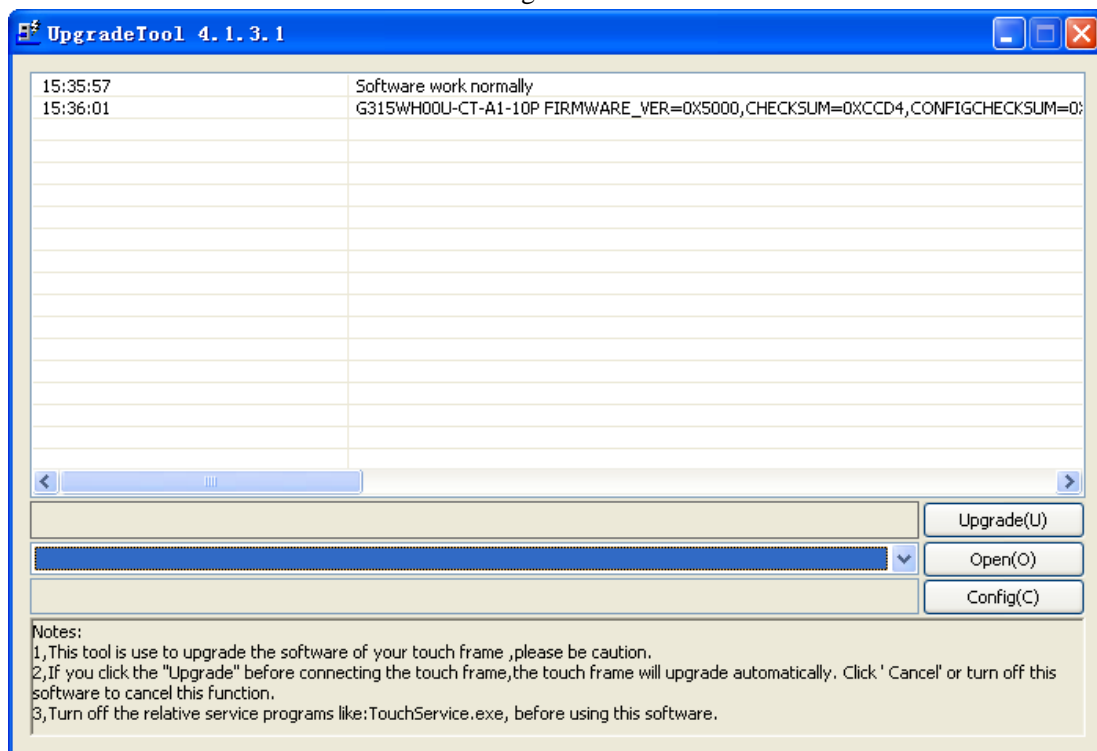 UpgradeTool 4.1.3.1
15:35:57 Software work normally
15:36:01 G315WH00U-CT-A1-10P FIRMWARE_VER=0X5000,CHECKSUM=0XCCD4,CONFIGCHECKSUM=0
Upgrade(U)
Open(O)
Config(C)
Notes:
1,This tool is use to upgrade the software of your touch frame ,please be caution.
2,If you click the "Upgrade" before connecting the touch frame,the touch frame will upgrade automatically. Click ' Cancel' or turn off this
software to cancel this function.
3,Turn off the relative service programs like:TouchService.exe, before using this software.